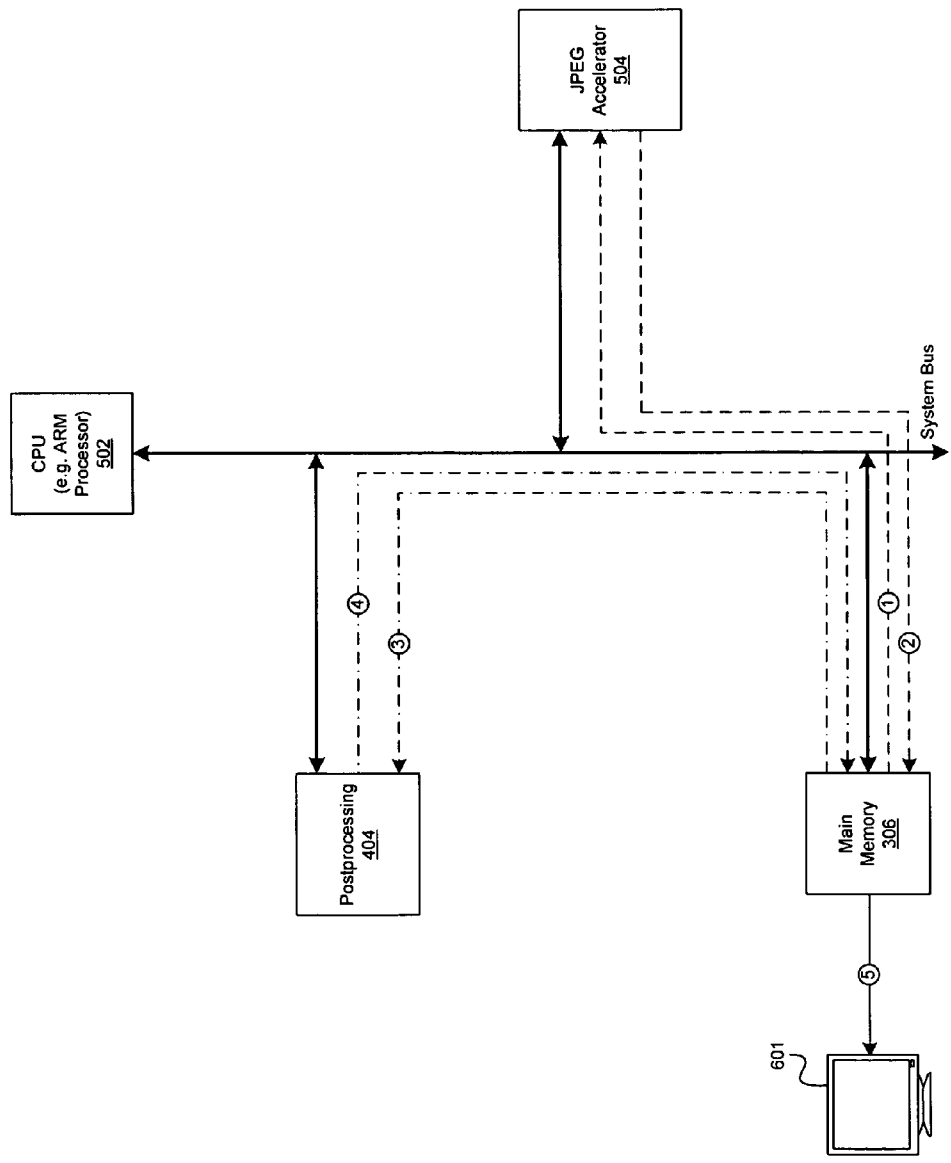 CPU
(e.g. ARM
Processor)
502
JPEG
Accelerator
504
Postprocessing
404
4
3
Main
Memory
306
1
2
System Bus
5
601